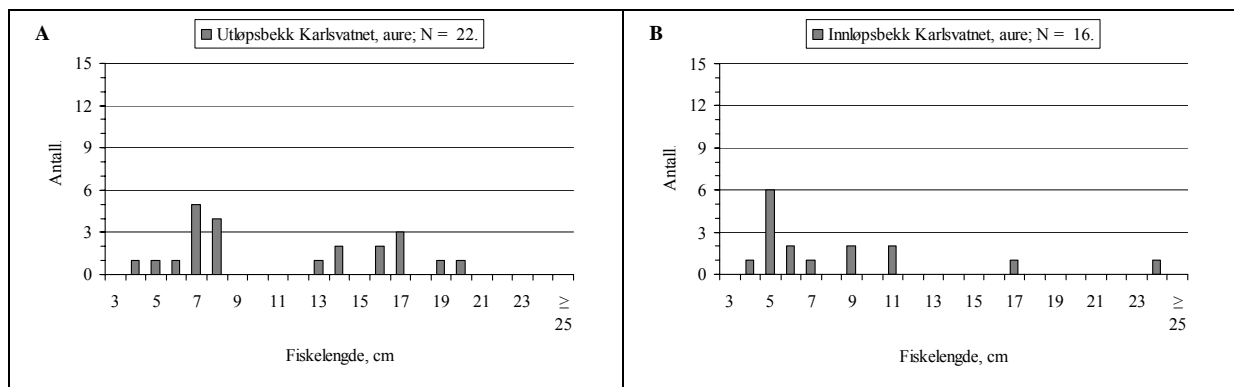 A
Utløpsbekk Karlsvatnet, aure; N = 22.
15
12
9
6
3
0
Antall.
3 5 7 9 11 13 15 17 19 21 23 ≥ 25
Fiskelengde, cm
B
Innløpsbekk Karlsvatnet, aure; N = 16.
15
12
9
6
3
0
Antall.
3 5 7 9 11 13 15 17 19 21 23 ≥ 25
Fiskelengde, cm